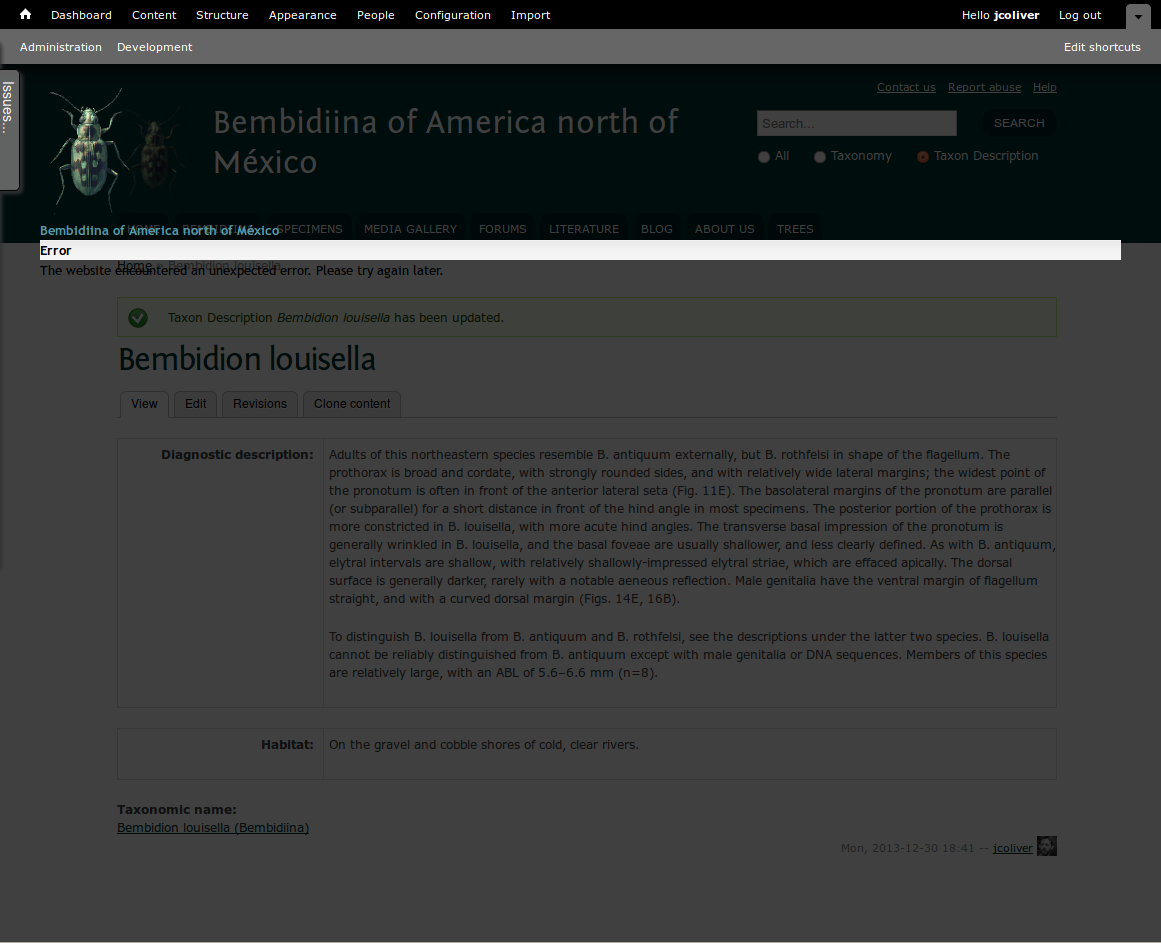 Dashboard Content Structure Appearance People Configuration Import Hello jcoliver Log out
Administration Development Edit shortcuts
Issues...
Contact us Report abuse Help
Bembidiina of America north of
México
Search... SEARCH
All Taxonomy Taxon Description
HOME BEMBIDIINA SPECIMENS MEDIA GALLERY FORUMS LITERATURE BLOG ABOUT US TREES
Bembidiina of America north of México
Error
Home » Bembidion louisella
The website encountered an unexpected error. Please try again later.
Taxon Description Bembidion louisella has been updated.
Bembidion louisella
View Edit Revisions Clone content
Diagnostic description:
Adults of this northeastern species resemble B. antiquum externally, but B. rothfelsi in shape of the flagellum. The
prothorax is broad and cordate, with strongly rounded sides, and with relatively wide lateral margins; the widest point of
the pronotum is often in front of the anterior lateral seta (Fig. 11E). The basolateral margins of the pronotum are parallel
(or subparallel) for a short distance in front of the hind angle in most specimens. The posterior portion of the prothorax is
more constricted in B. louisella, with more acute hind angles. The transverse basal impression of the pronotum is
generally wrinkled in B. louisella, and the basal foveae are usually shallower, and less clearly defined. As with B. antiquum,
elytral intervals are shallow, with relatively shallowly-impressed elytral striae, which are effaced apically. The dorsal
surface is generally darker, rarely with a notable aeneous reflection. Male genitalia have the ventral margin of flagellum
straight, and with a curved dorsal margin (Figs. 14E, 16B).
To distinguish B. louisella from B. antiquum and B. rothfelsi, see the descriptions under the latter two species. B. louisella
cannot be reliably distinguished from B. antiquum except with male genitalia or DNA sequences. Members of this species
are relatively large, with an ABL of 5.6–6.6 mm (n=8).
Habitat:
On the gravel and cobble shores of cold, clear rivers.
Taxonomic name:
Bembidion louisella (Bembidiina)
Mon, 2013-12-30 18:41 -- jcoliver